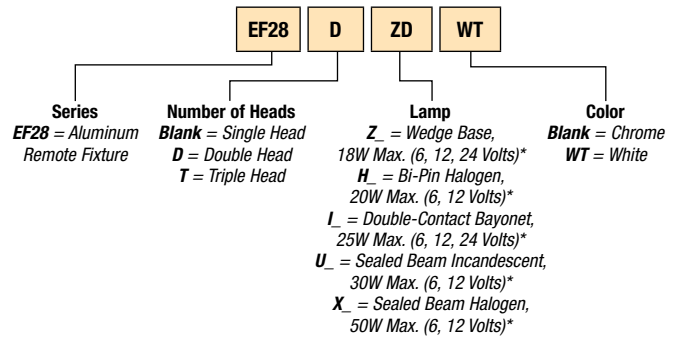 EF28 D ZD WT
Series
EF28 = Aluminum
Remote Fixture
Number of Heads
Blank = Single Head
D = Double Head
T = Triple Head
Lamp
Z_ = Wedge Base,
18W Max. (6, 12, 24 Volts)*
H_ = Bi-Pin Halogen,
20W Max. (6, 12 Volts)*
I_ = Double-Contact Bayonet,
25W Max. (6, 12, 24 Volts)*
U_ = Sealed Beam Incandescent,
30W Max. (6, 12 Volts)*
X_ = Sealed Beam Halogen,
50W Max. (6, 12 Volts)*
Color
Blank = Chrome
WT = White